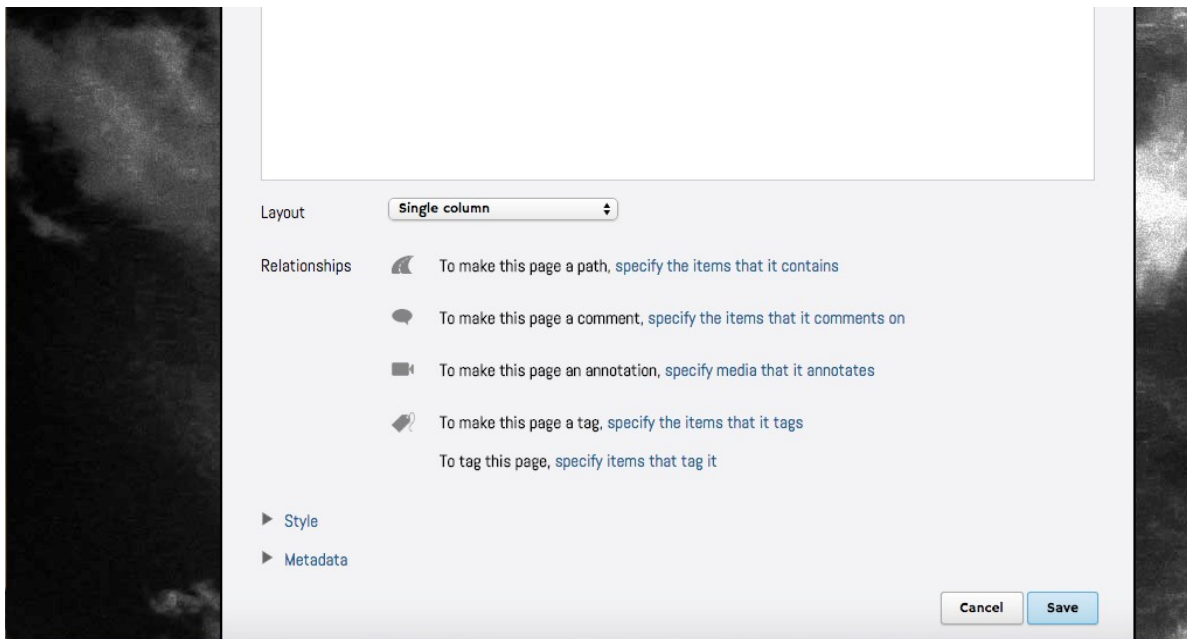 Layout Single column
Relationships To make this page a path, specify the items that it contains
To make this page a comment, specify the items that it comments on
To make this page an annotation, specify media that it annotates
To make this page a tag, specify the items that it tags
To tag this page, specify items that tag it
Style
Metadata
Cancel Save